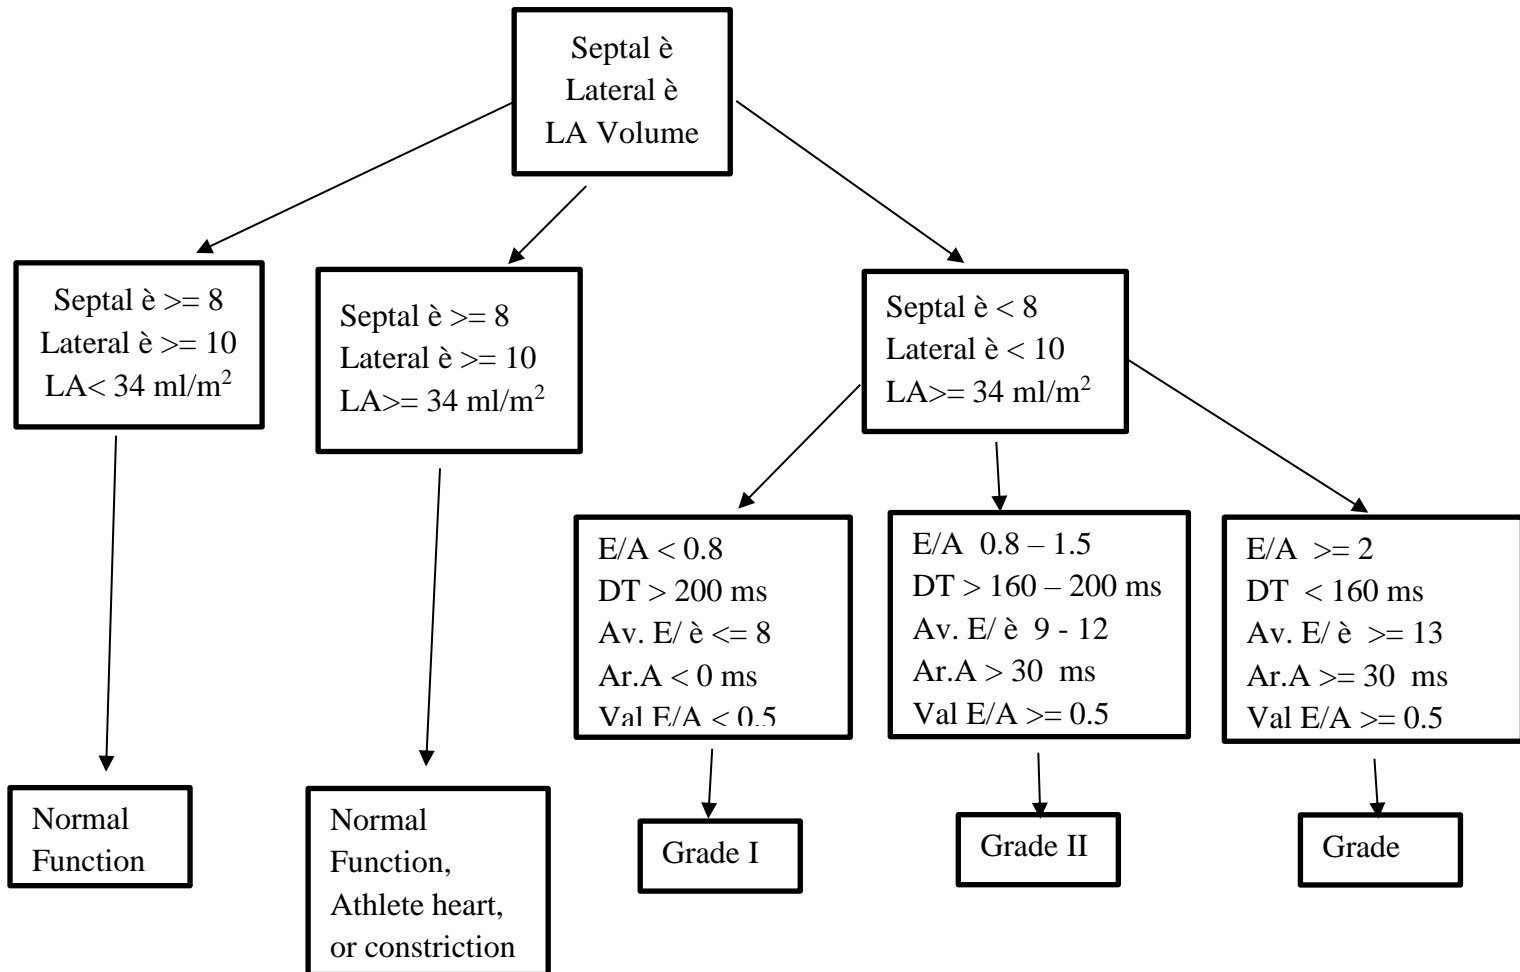 Septal è
Lateral è
LA Volume
Septal è >= 8
Lateral è >= 10
LA< 34 ml/m²
Septal è >= 8
Lateral è >= 10
LA>= 34 ml/m²
Septal è < 8
Lateral è < 10
LA>= 34 ml/m²
E/A < 0.8
DT > 200 ms
Av. E/ è <= 8
Ar.A < 0 ms
Val E/A < 0.5
E/A 0.8 – 1.5
DT > 160 – 200 ms
Av. E/ è 9 - 12
Ar.A > 30 ms
Val E/A >= 0.5
E/A >= 2
DT < 160 ms
Av. E/ è >= 13
Ar.A >= 30 ms
Val E/A >= 0.5
Normal
Function
Normal
Function,
Athlete heart,
or constriction
Grade I
Grade II
Grade